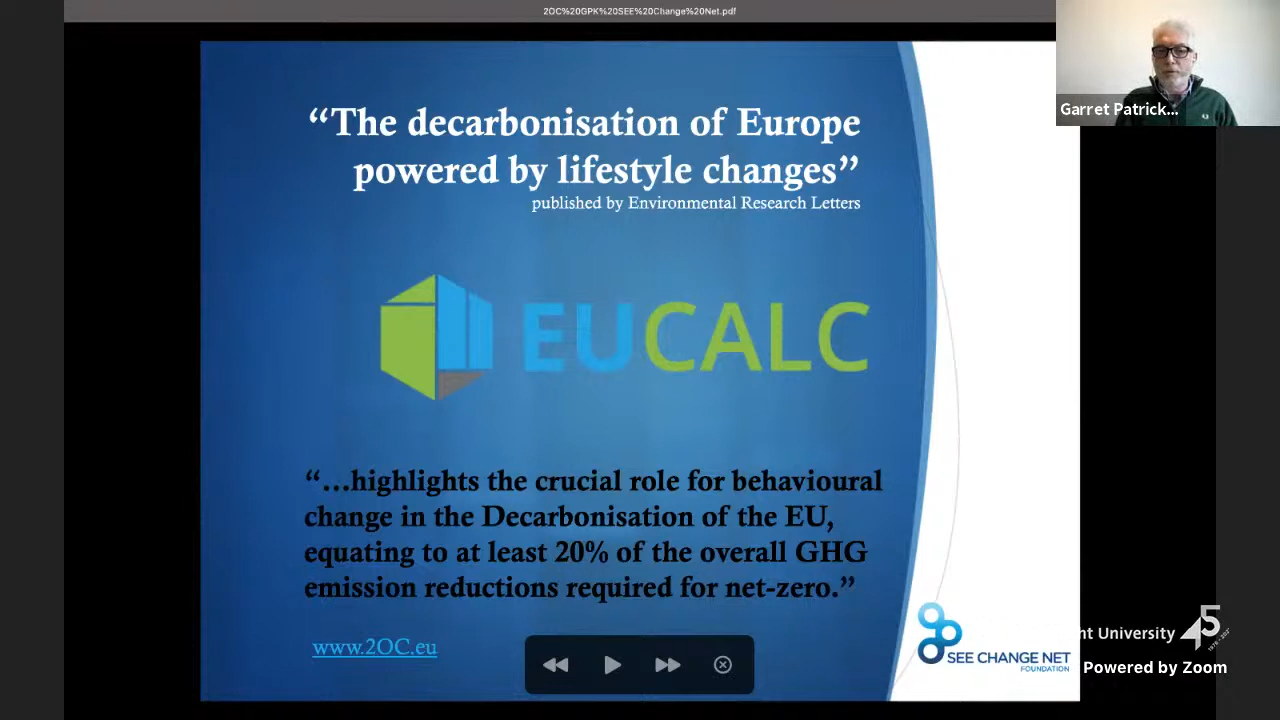 2OC%20GPK%20SEE%20Change%20Net.pdf
Garret Patrick...
“The decarbonisation of Europe
powered by lifestyle changes”
published by Environmental Research Letters
EUCALC
“...highlights the crucial role for behavioural
change in the Decarbonisation of the EU,
equating to at least 20% of the overall GHG
emission reductions required for net-zero.”
www.2OC.eu
SEE CHANGE NET
FOUNDATION
nt University
45
Powered by Zoom